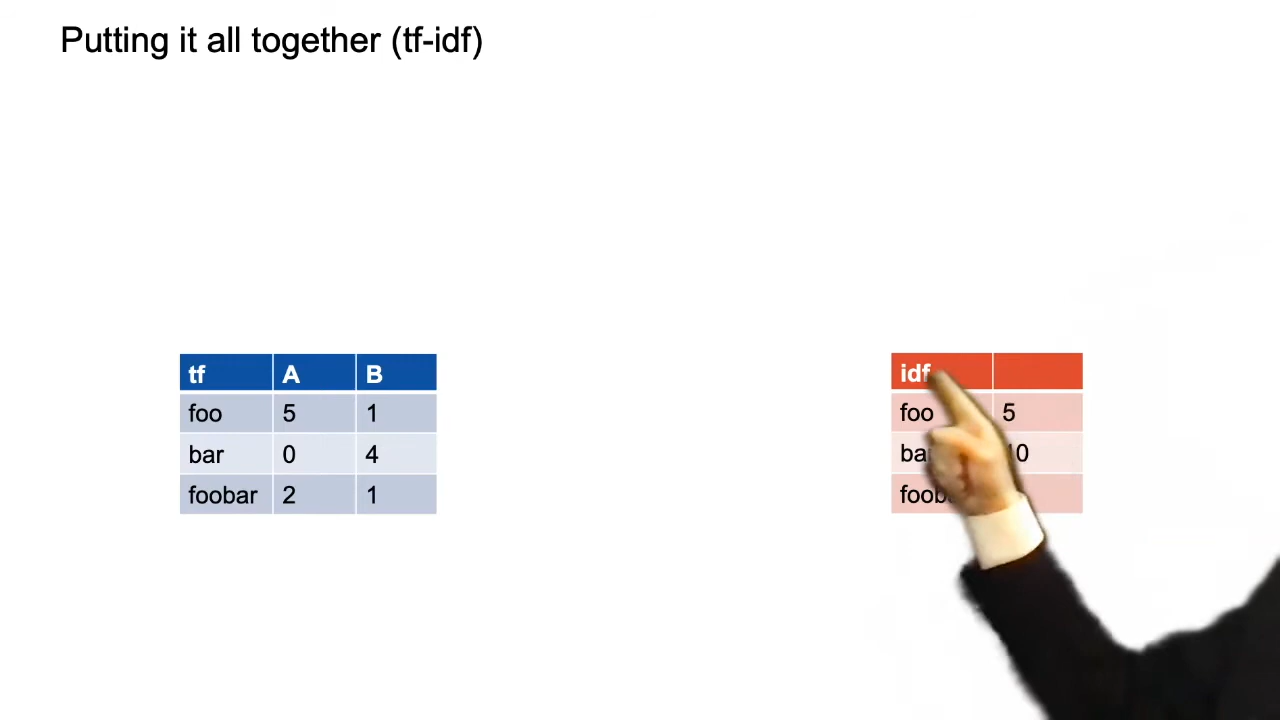 Putting it all together (tf-idf)
tf A B
foo 5 1
bar 0 4
foobar 2 1
idf
foo 5